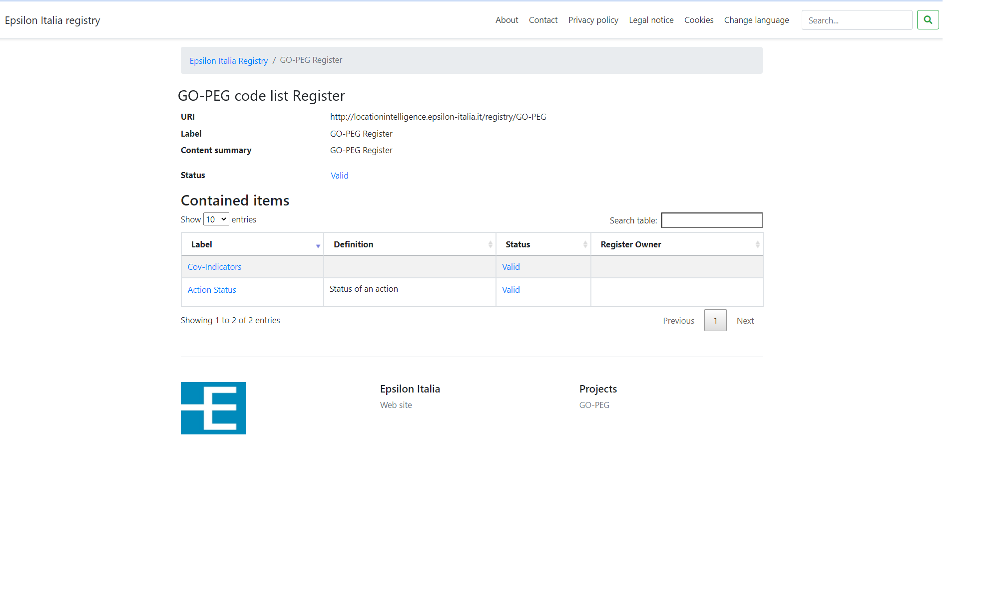 Epsilon Italia registry
About Contact Privacy policy Legal notice Cookies Change language Search...
Epsilon Italia Registry / GO-PEG Register
GO-PEG code list Register
URI http://locationintelligence.epsilon-italia.it/registry/GO-PEG
Label GO-PEG Register
Content summary GO-PEG Register
Status Valid
Contained items
Show 10 entries Search table:
Label Definition Status Register Owner
Cov-Indicators Valid
Action Status Status of an action Valid
Showing 1 to 2 of 2 entries Previous 1 Next
Epsilon Italia Projects
Web site GO-PEG